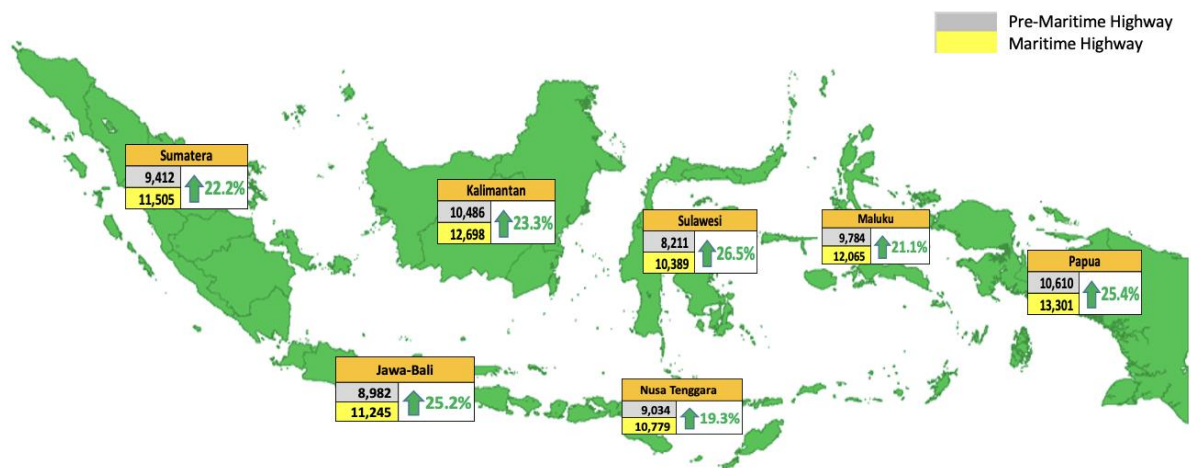 Pre-Maritime Highway
Maritime Highway
Sumatera
9,412
11,505
22.2%
Kalimantan
10,486
12,698
23.3%
Sulawesi
8,211
10,389
26.5%
Maluku
9,784
12,065
21.1%
Papua
10,610
13,301
25.4%
Jawa-Bali
8,982
11,245
25.2%
Nusa Tenggara
9,034
10,779
19.3%